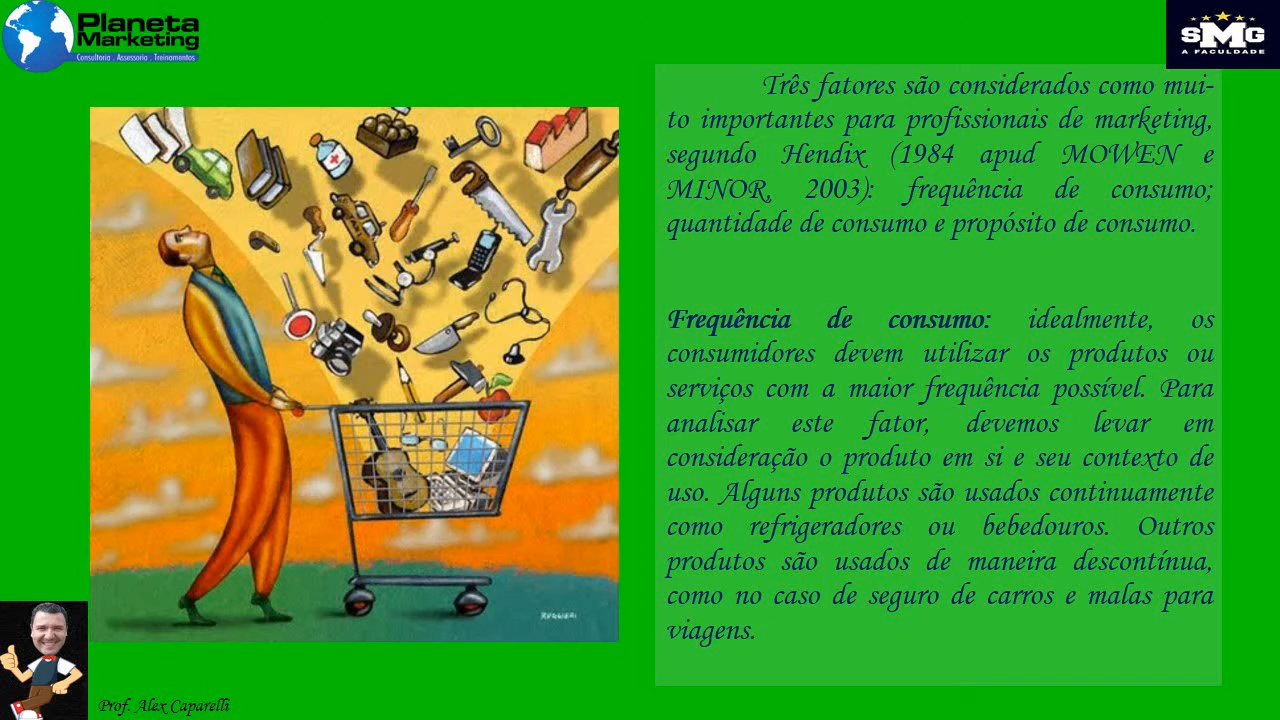 Planeta
Marketing
Consultoria . Assessoria . Treinamentos
SMG
A FACULDADE
Três fatores são considerados como mui-
to importantes para profissionais de marketing,
segundo Hendix (1984 apud MOWEN e
MINOR, 2003): frequência de consumo;
quantidade de consumo e propósito de consumo.
Frequência de consumo: idealmente, os
consumidores devem utilizar os produtos ou
serviços com a maior frequência possível. Para
analisar este fator, devemos levar em
consideração o produto em si e seu contexto de
uso. Alguns produtos são usados continuamente
como refrigeradores ou bebedouros. Outros
produtos são usados de maneira descontínua,
como no caso de seguro de carros e malas para
viagens.
Prof. Alex Caparelli